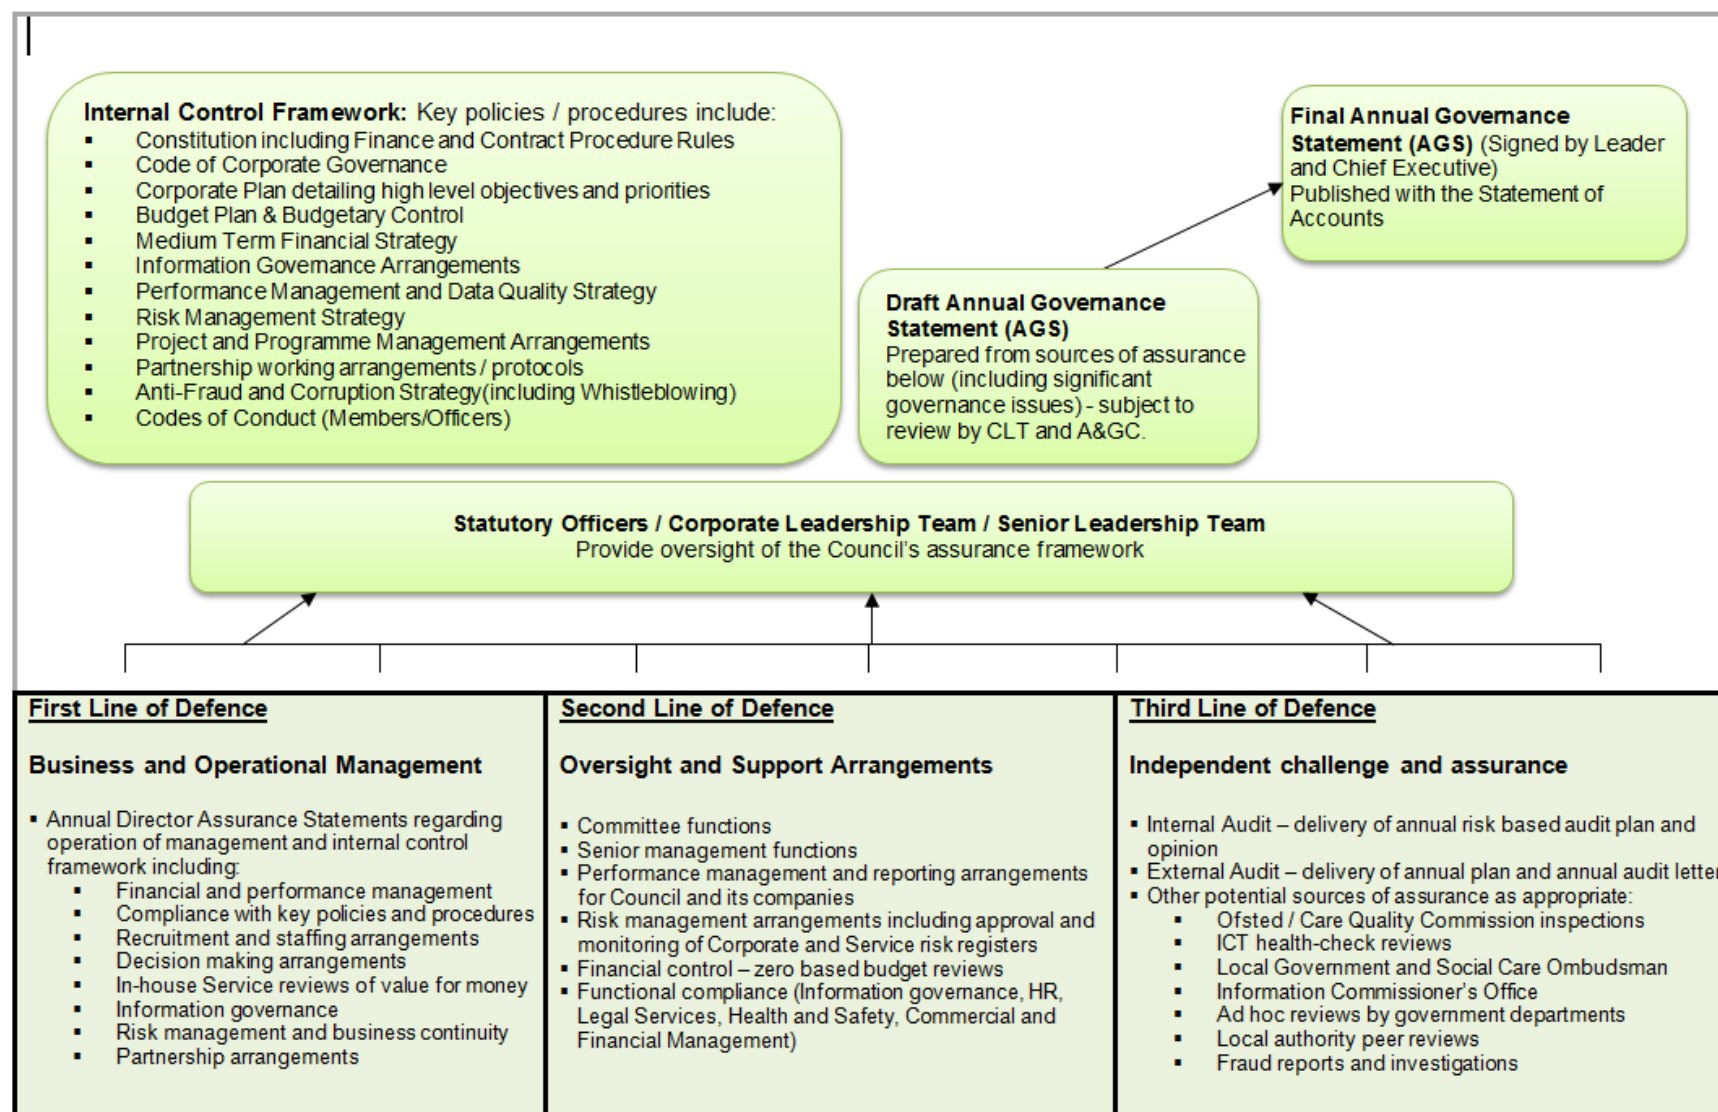 Internal Control Framework: Key policies / procedures include:
▪ Constitution including Finance and Contract Procedure Rules
▪ Code of Corporate Governance
▪ Corporate Plan detailing high level objectives and priorities
▪ Budget Plan & Budgetary Control
▪ Medium Term Financial Strategy
▪ Information Governance Arrangements
▪ Performance Management and Data Quality Strategy
▪ Risk Management Strategy
▪ Project and Programme Management Arrangements
▪ Partnership working arrangements / protocols
▪ Anti-Fraud and Corruption Strategy(including Whistleblowing)
▪ Codes of Conduct (Members/Officers)
Final Annual Governance
Statement (AGS) (Signed by Leader
and Chief Executive)
Published with the Statement of
Accounts
Draft Annual Governance
Statement (AGS)
Prepared from sources of assurance
below (including significant
governance issues) - subject to
review by CLT and A&GC.
Statutory Officers / Corporate Leadership Team / Senior Leadership Team
Provide oversight of the Council's assurance framework
First Line of Defence
Business and Operational Management
▪ Annual Director Assurance Statements regarding
operation of management and internal control
framework including:
▪ Financial and performance management
▪ Compliance with key policies and procedures
▪ Recruitment and staffing arrangements
▪ Decision making arrangements
▪ In-house Service reviews of value for money
▪ Information governance
▪ Risk management and business continuity
▪ Partnership arrangements
Second Line of Defence
Oversight and Support Arrangements
▪ Committee functions
▪ Senior management functions
▪ Performance management and reporting arrangements
for Council and its companies
▪ Risk management arrangements including approval and
monitoring of Corporate and Service risk registers
▪ Financial control – zero based budget reviews
▪ Functional compliance (Information governance, HR,
Legal Services, Health and Safety, Commercial and
Financial Management)
Third Line of Defence
Independent challenge and assurance
▪ Internal Audit – delivery of annual risk based audit plan and
opinion
▪ External Audit – delivery of annual plan and annual audit letter
▪ Other potential sources of assurance as appropriate:
▪ Ofsted / Care Quality Commission inspections
▪ ICT health-check reviews
▪ Local Government and Social Care Ombudsman
▪ Information Commissioner's Office
▪ Ad hoc reviews by government departments
▪ Local authority peer reviews
▪ Fraud reports and investigations